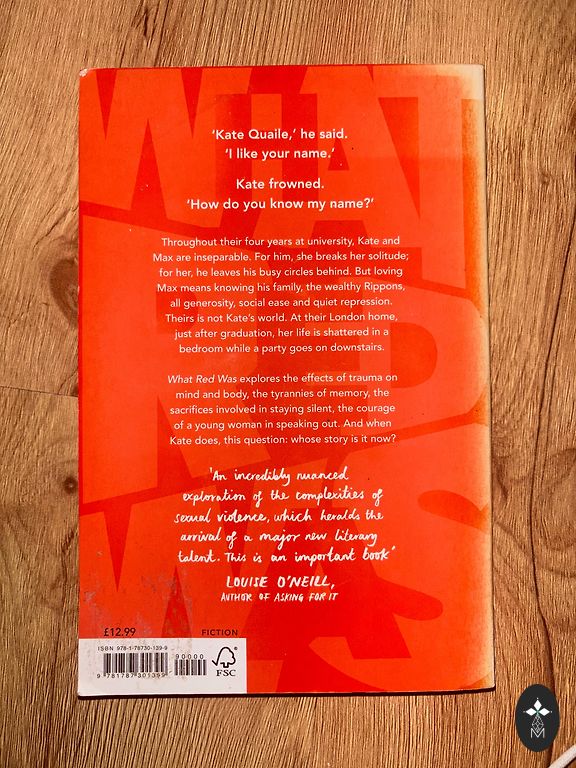 WHAT
RED
WAS
'Kate Quaile,' he said.
'I like your name.'
Kate frowned.
'How do you know my name?'
Throughout their four years at university, Kate and
Max are inseparable. For him, she breaks her solitude;
for her, he leaves his busy circles behind. But loving
Max means knowing his family, the wealthy Rippons,
all generosity, social ease and quiet repression.
Theirs is not Kate's world. At their London home,
just after graduation, her life is shattered in a
bedroom while a party goes on downstairs.
What Red Was explores the effects of trauma on
mind and body, the tyrannies of memory, the
sacrifices involved in staying silent, the courage
of a young woman in speaking out. And when
Kate does, this question: whose story is it now?
'An incredibly nuanced
exploration of the complexities of
sexual violence, which heralds the
arrival of a major new literary
talent. This is an important book"
LOUISE O'NEILL,
AUTHOR OF ASKING FOR IT
£12.99
FICTION
ISBN 978-1-78730-139-9
90000
9 781787 301399
FSC
M